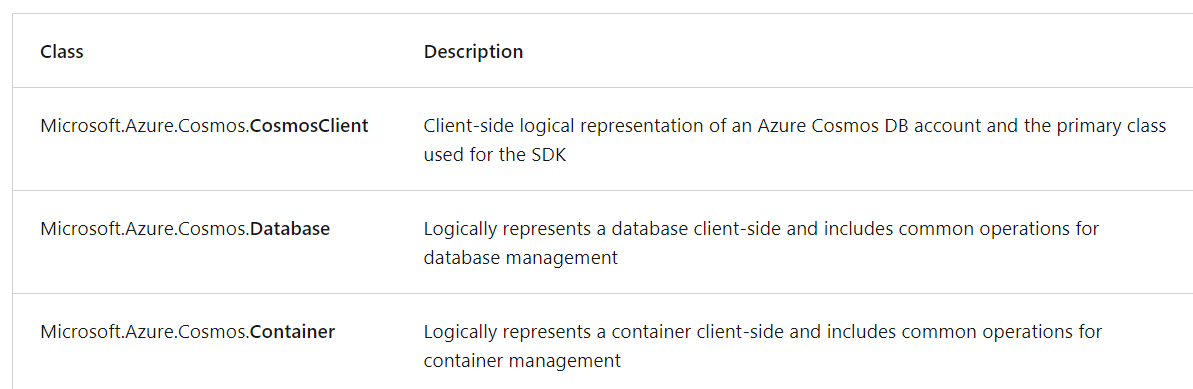 Class Description
Microsoft.Azure.Cosmos.CosmosClient Client-side logical representation of an Azure Cosmos DB account and the primary class
used for the SDK
Microsoft.Azure.Cosmos.Database Logically represents a database client-side and includes common operations for
database management
Microsoft.Azure.Cosmos.Container Logically represents a container client-side and includes common operations for
container management